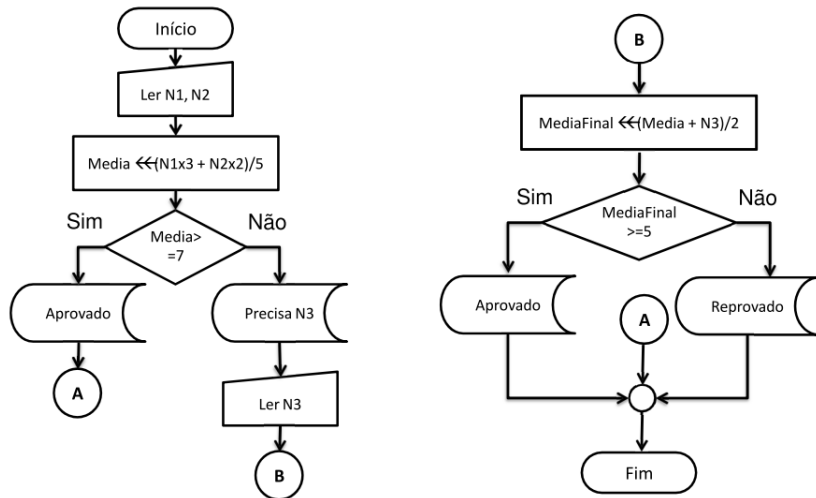 Início
Ler N1, N2
Media ⋘(N1x3 + N2x2)/5
Sim
Não
Media>
=7
Aprovado
Precisa N3
A
Ler N3
B
B
MediaFinal ⋘(Media + N3)/2
Sim
Não
MediaFinal
>=5
Aprovado
A
Reprovado
Fim